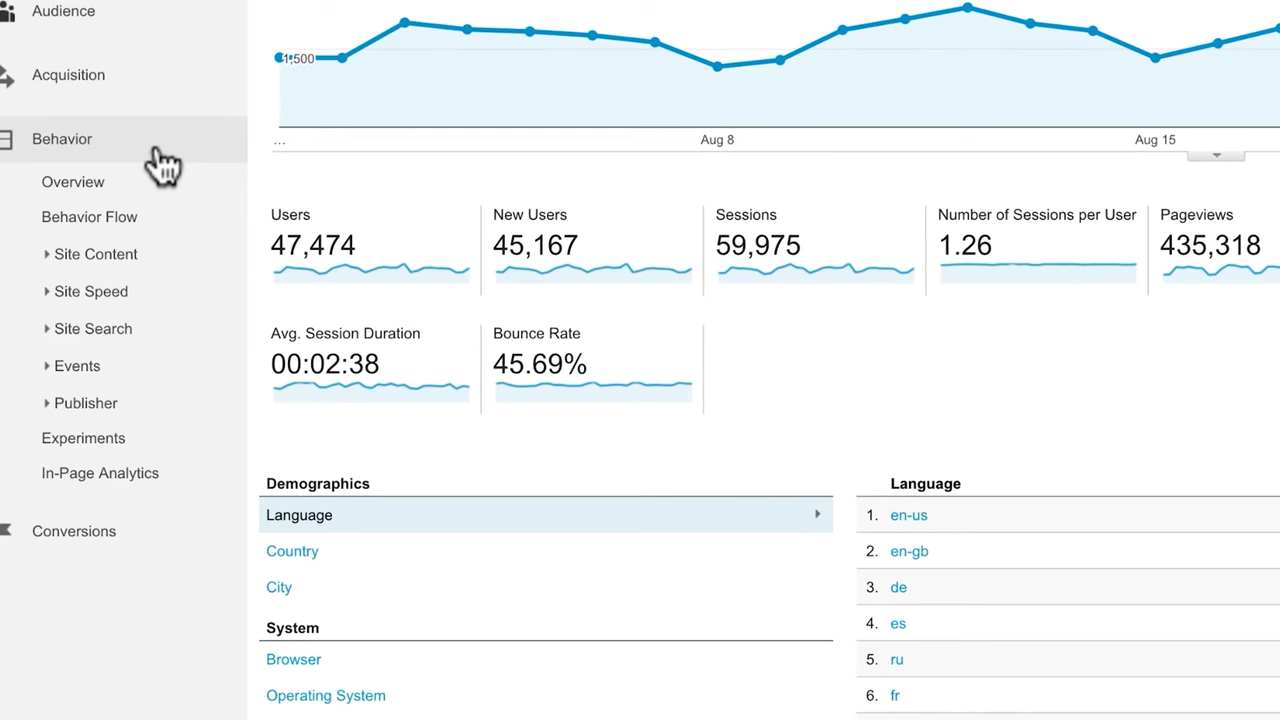 Audience
Acquisition
Behavior
Overview
Behavior Flow
Site Content
Site Speed
Site Search
Events
Publisher
Experiments
In-Page Analytics
Conversions
1,500
... Aug 8 Aug 15
Users New Users Sessions Number of Sessions per User Pageviews
47,474 45,167 59,975 1.26 435,318
Avg. Session Duration Bounce Rate
00:02:38 45.69%
Demographics
Language
Country
City
System
Browser
Operating System
Language
1. en-us
2. en-gb
3. de
4. es
5. ru
6. fr